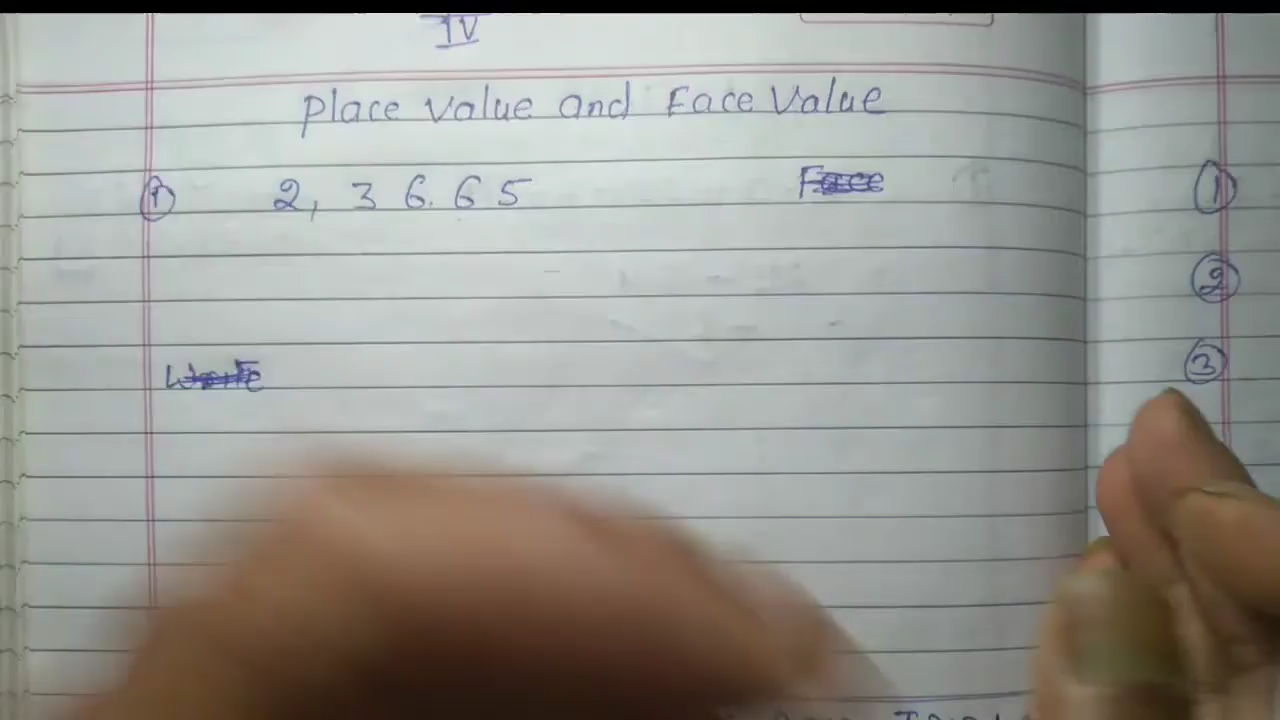 IV
Place Value and Face Value
① 2, 3 6. 6 5
①
②
③